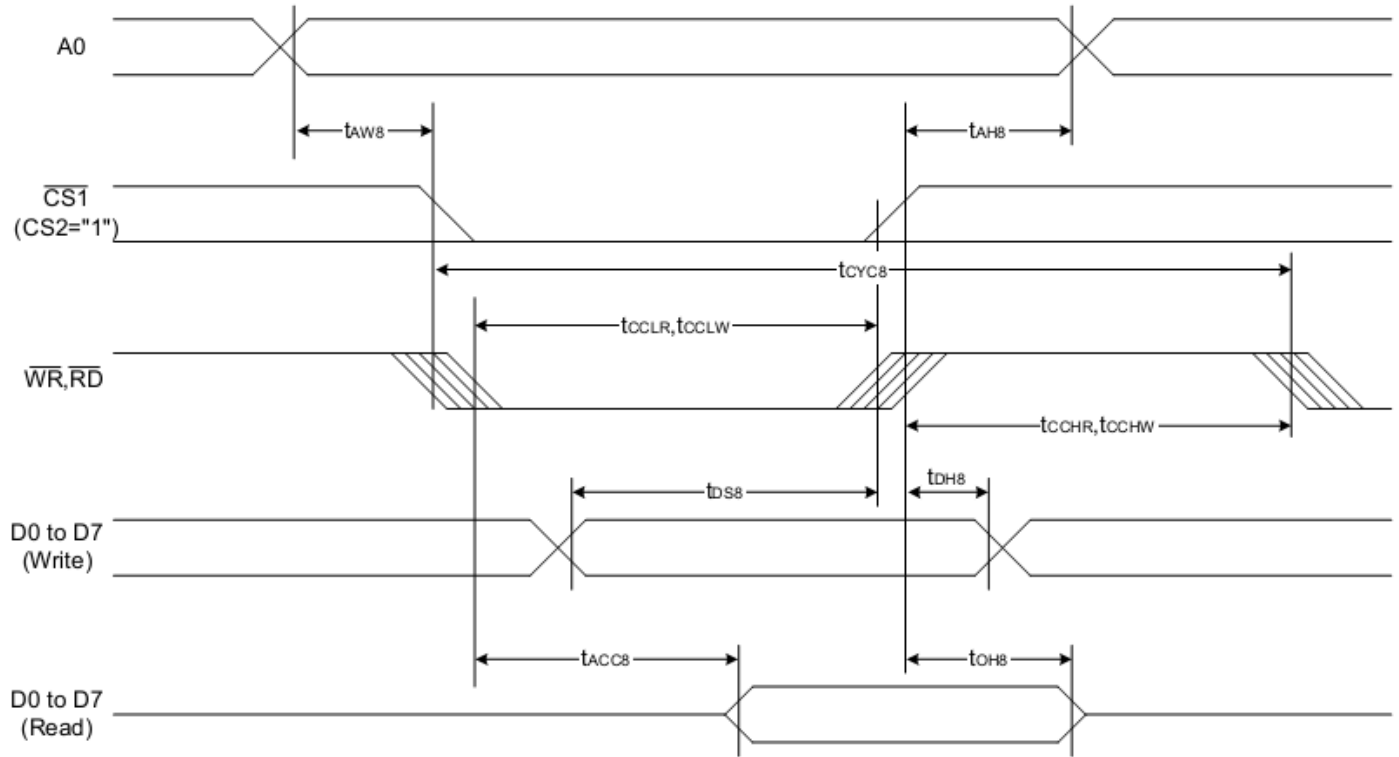 A0
tAW8
tAH8
CS1
(CS2="1")
tCYC8
tCCLR,tCCLW
WR,RD
tCCHR,tCCHW
tDS8
tDH8
D0 to D7
(Write)
tACC8
tOH8
D0 to D7
(Read)